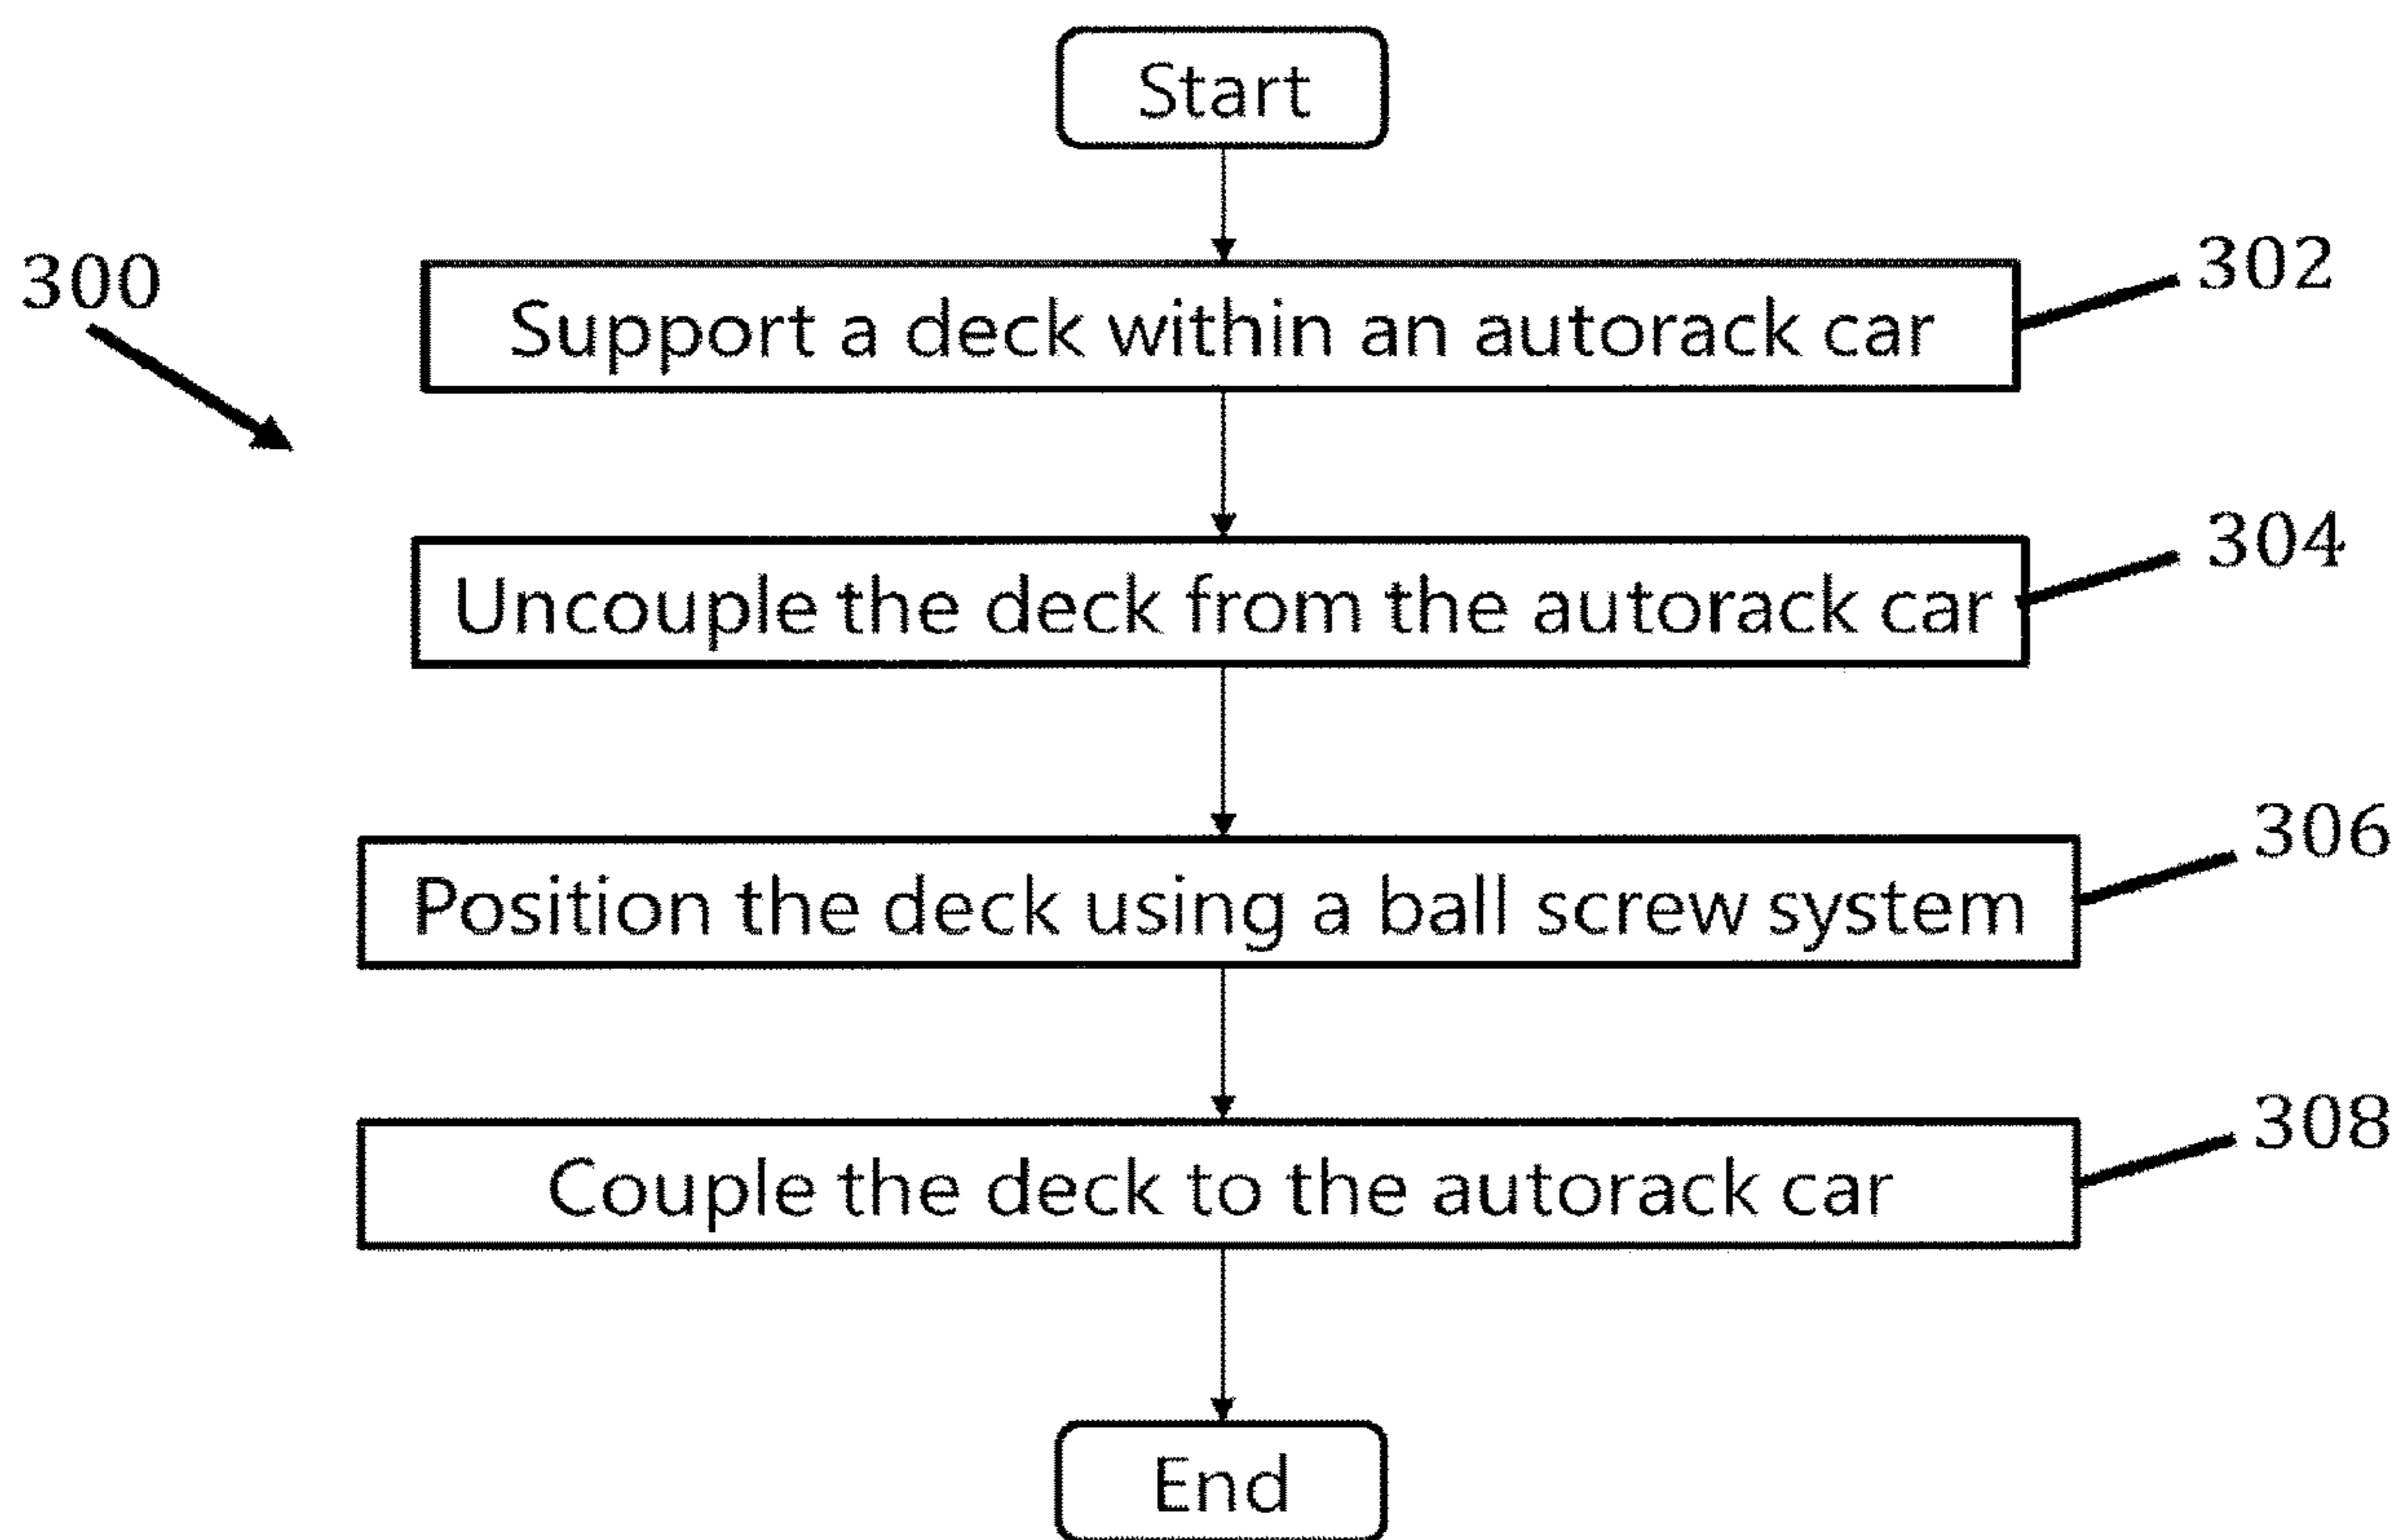 Start
300
Support a deck within an autorack car
302
Uncouple the deck from the autorack car
304
Position the deck using a ball screw system
306
Couple the deck to the autorack car
308
End